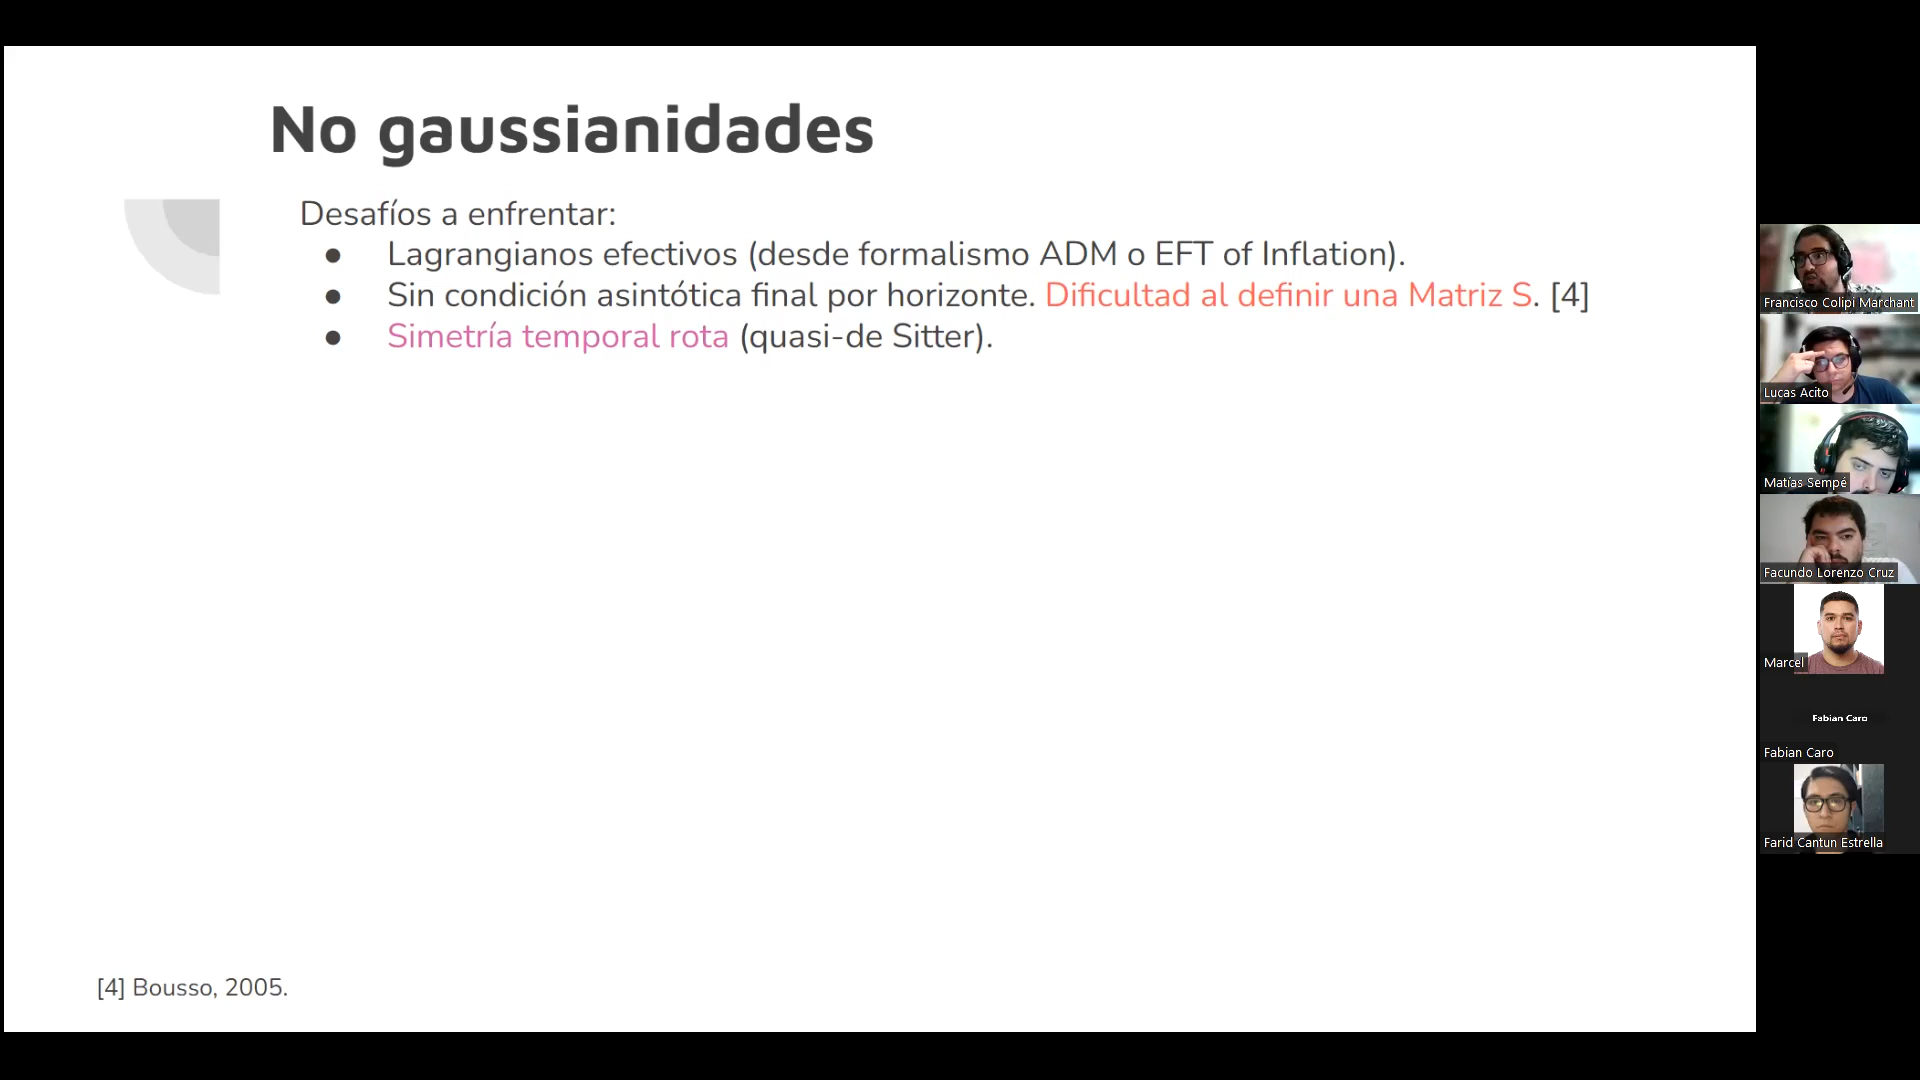 No gaussianidades
Desafíos a enfrentar:
● Lagrangianos efectivos (desde formalismo ADM o EFT of Inflation).
● Sin condición asintótica final por horizonte. Dificultad al definir una Matriz S. [4]
● Simetría temporal rota (quasi-de Sitter).
[4] Bousso, 2005.
Francisco Colipi Marchant
Lucas Acito
Matías Sempé
Facundo Lorenzo Cruz
Marcel
Fabian Caro
Fabian Caro
Farid Cantun Estrella